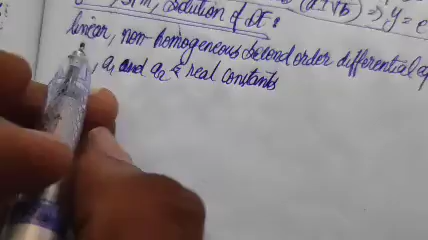 solution of DE :
linear, non-homogeneous second order differential
, a₁ and a₂ & real constants